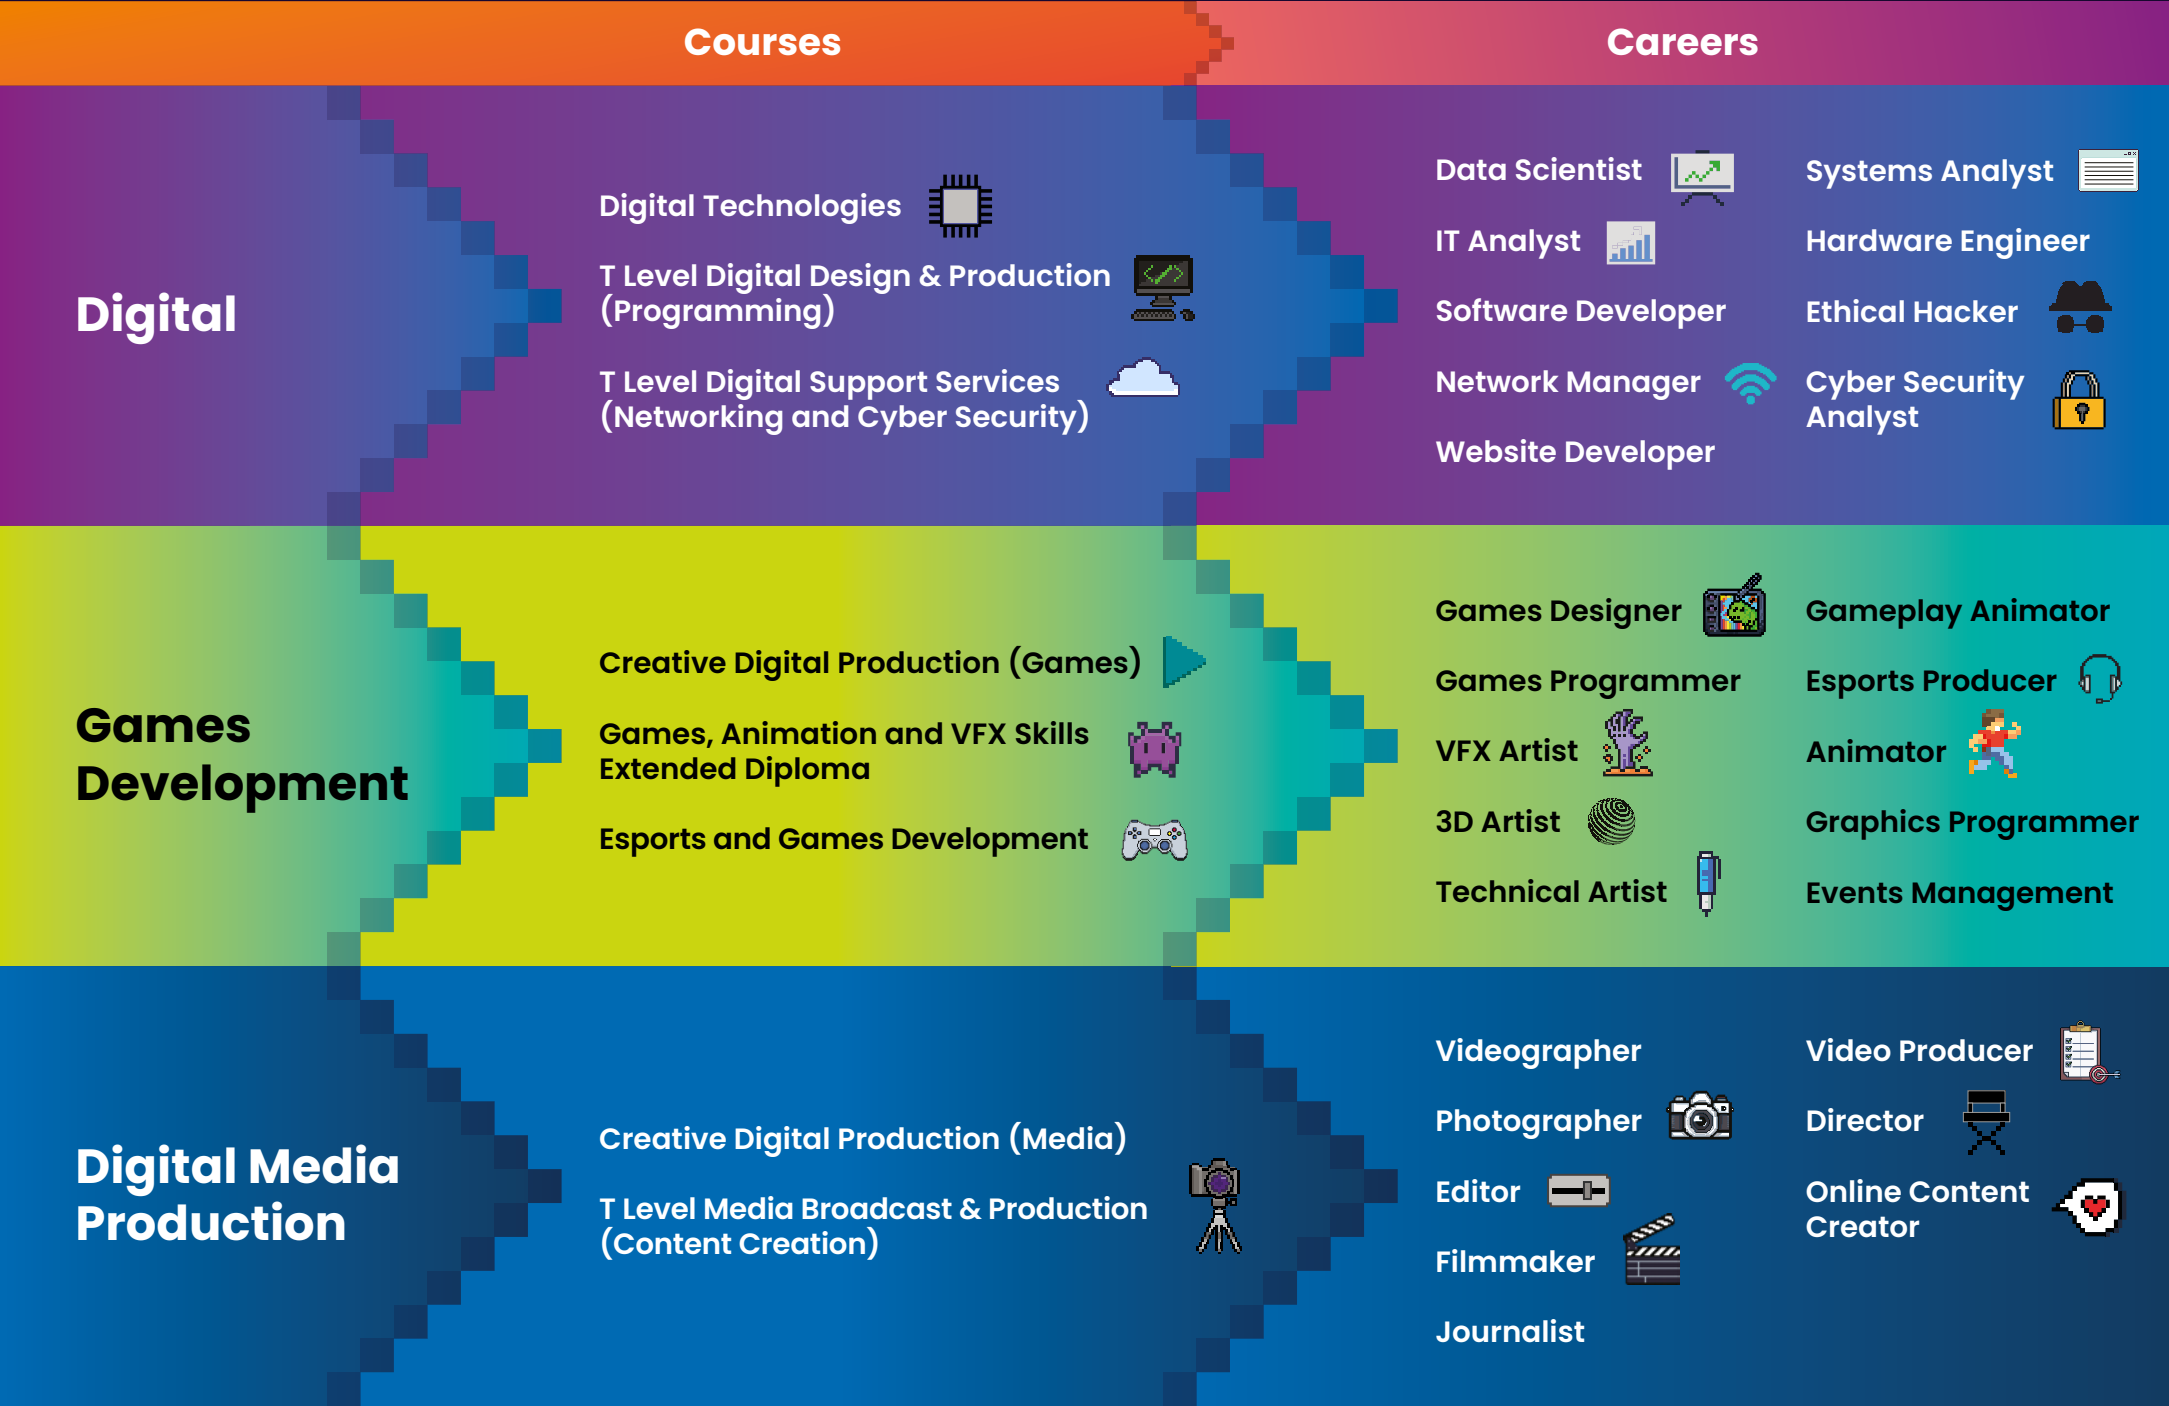 Courses
Careers
Digital
Digital Technologies
T Level Digital Design & Production
(Programming)
T Level Digital Support Services
(Networking and Cyber Security)
Data Scientist
IT Analyst
Software Developer
Network Manager
Website Developer
Systems Analyst
Hardware Engineer
Ethical Hacker
Cyber Security
Analyst
Games
Development
Creative Digital Production (Games)
Games, Animation and VFX Skills
Extended Diploma
Esports and Games Development
Games Designer
Games Programmer
VFX Artist
3D Artist
Technical Artist
Gameplay Animator
Esports Producer
Animator
Graphics Programmer
Events Management
Digital Media
Production
Creative Digital Production (Media)
T Level Media Broadcast & Production
(Content Creation)
Videographer
Photographer
Editor
Filmmaker
Journalist
Video Producer
Director
Online Content
Creator